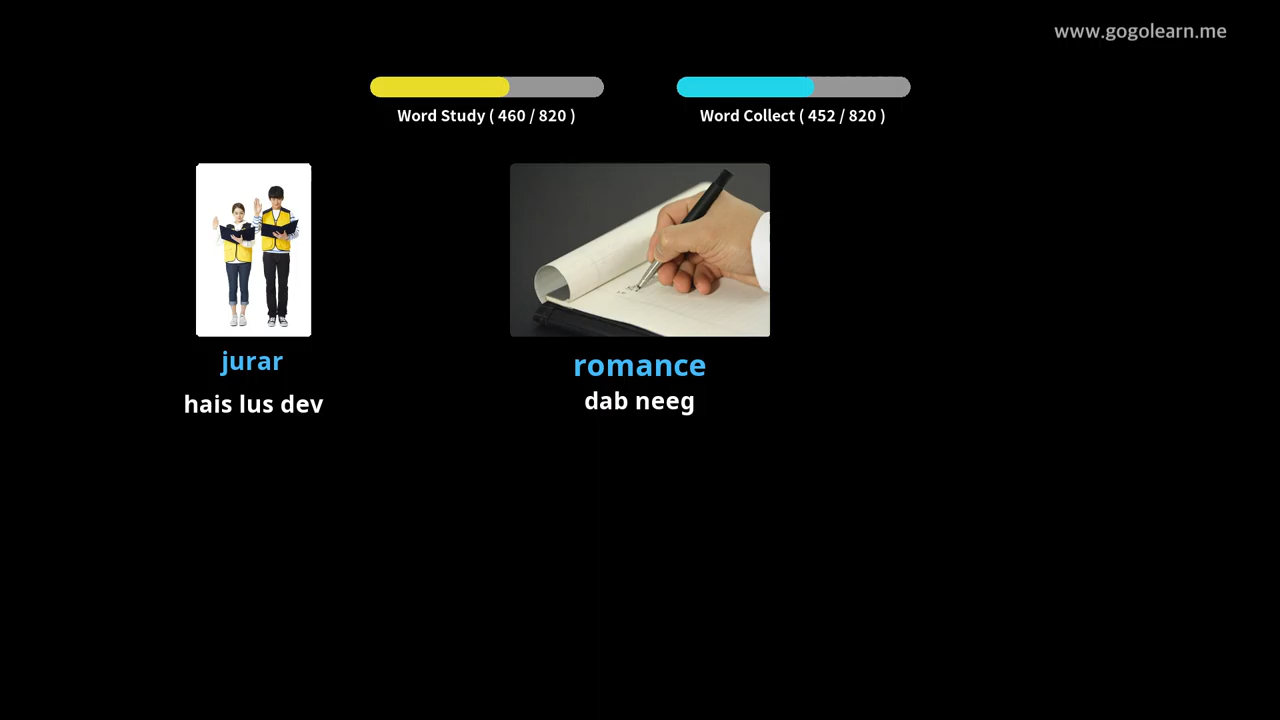 www.gogolearn.me
Word Study ( 460 / 820 )
Word Collect ( 452 / 820 )
jurar
hais lus dev
romance
dab neeg